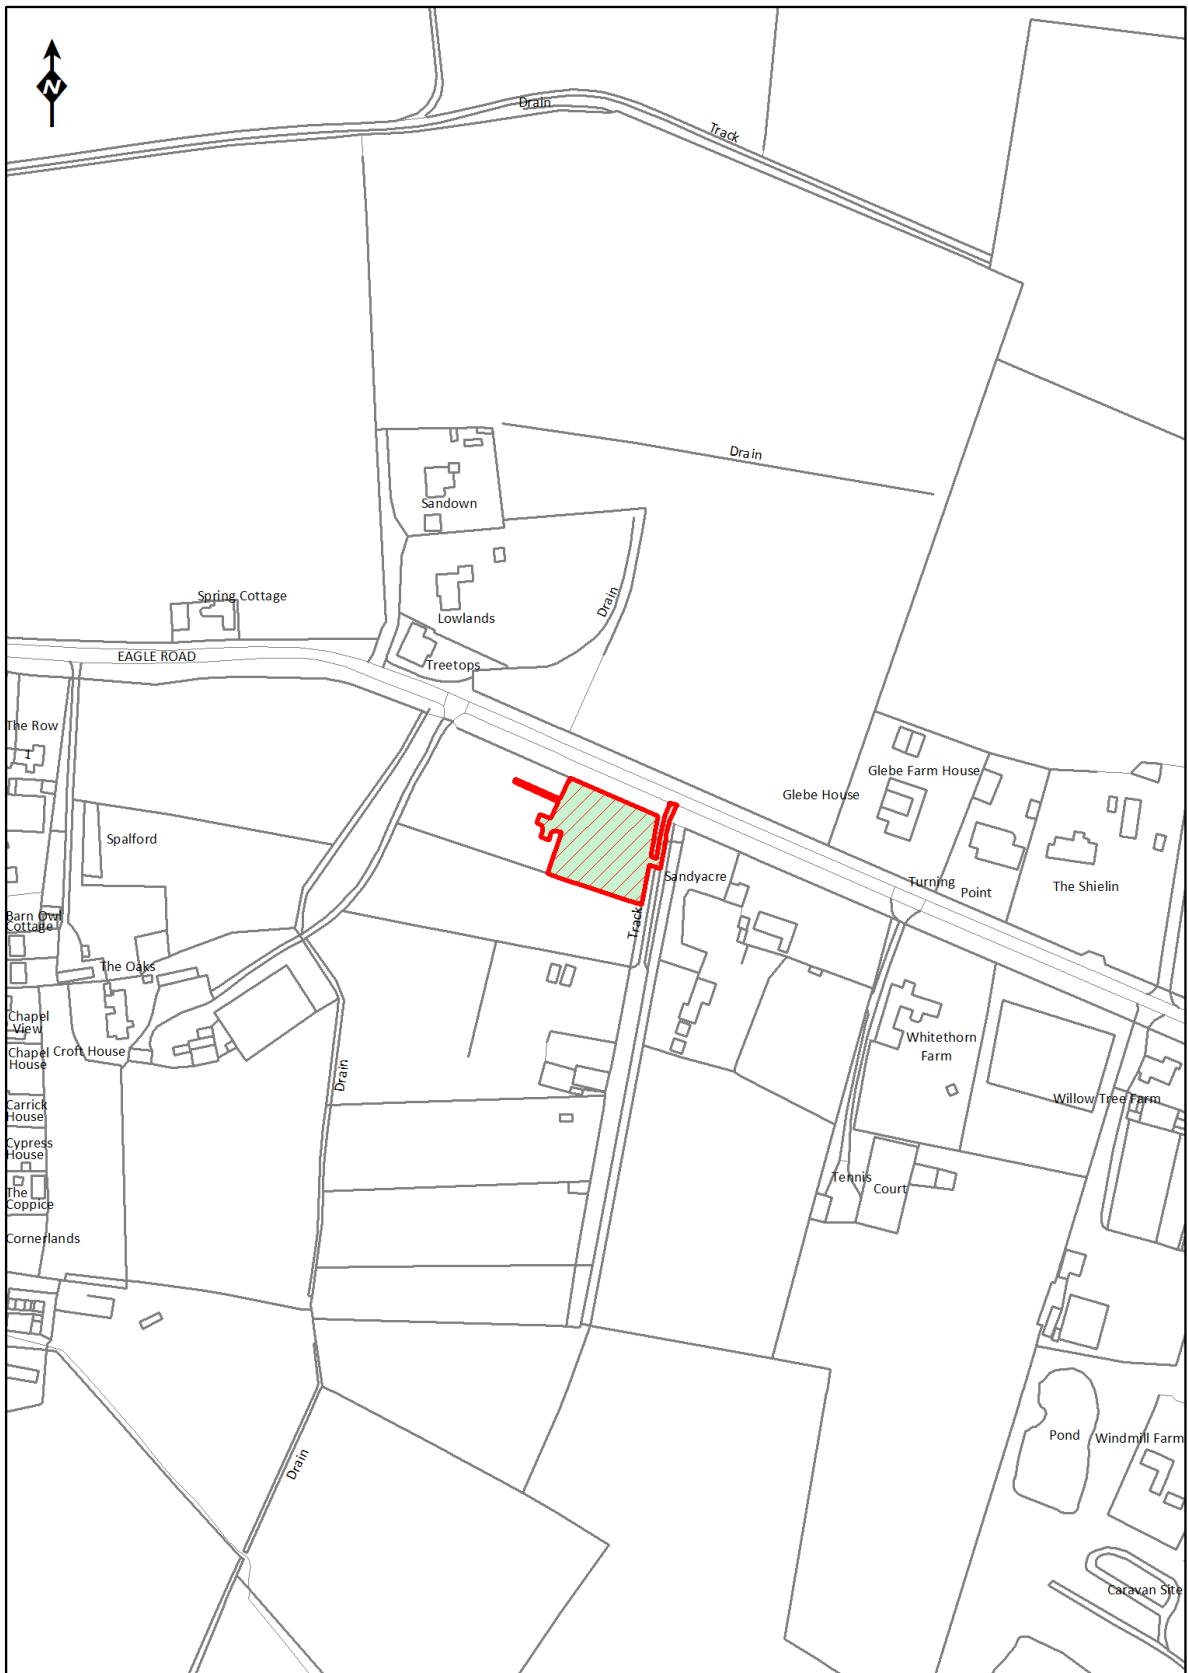 N
Drain
Track
Drain
Sandown
Spring Cottage
Drain
Lowlands
EAGLE ROAD
Treetops
The Row
1
Glebe Farm House
Glebe House
Spalford
Sandyacre
Turning
Point
The Shielin
Barn Owl
Cottage
Track
The Oaks
Chapel
View
Whitethorn
Farm
Chapel
House
Croft House
Drain
Carrick
House
Willow Tree Farm
Cypress
House
Tennis
Court
The
Coppice
Cornerlands
Pond
Windmill Farm
Drain
Caravan Site